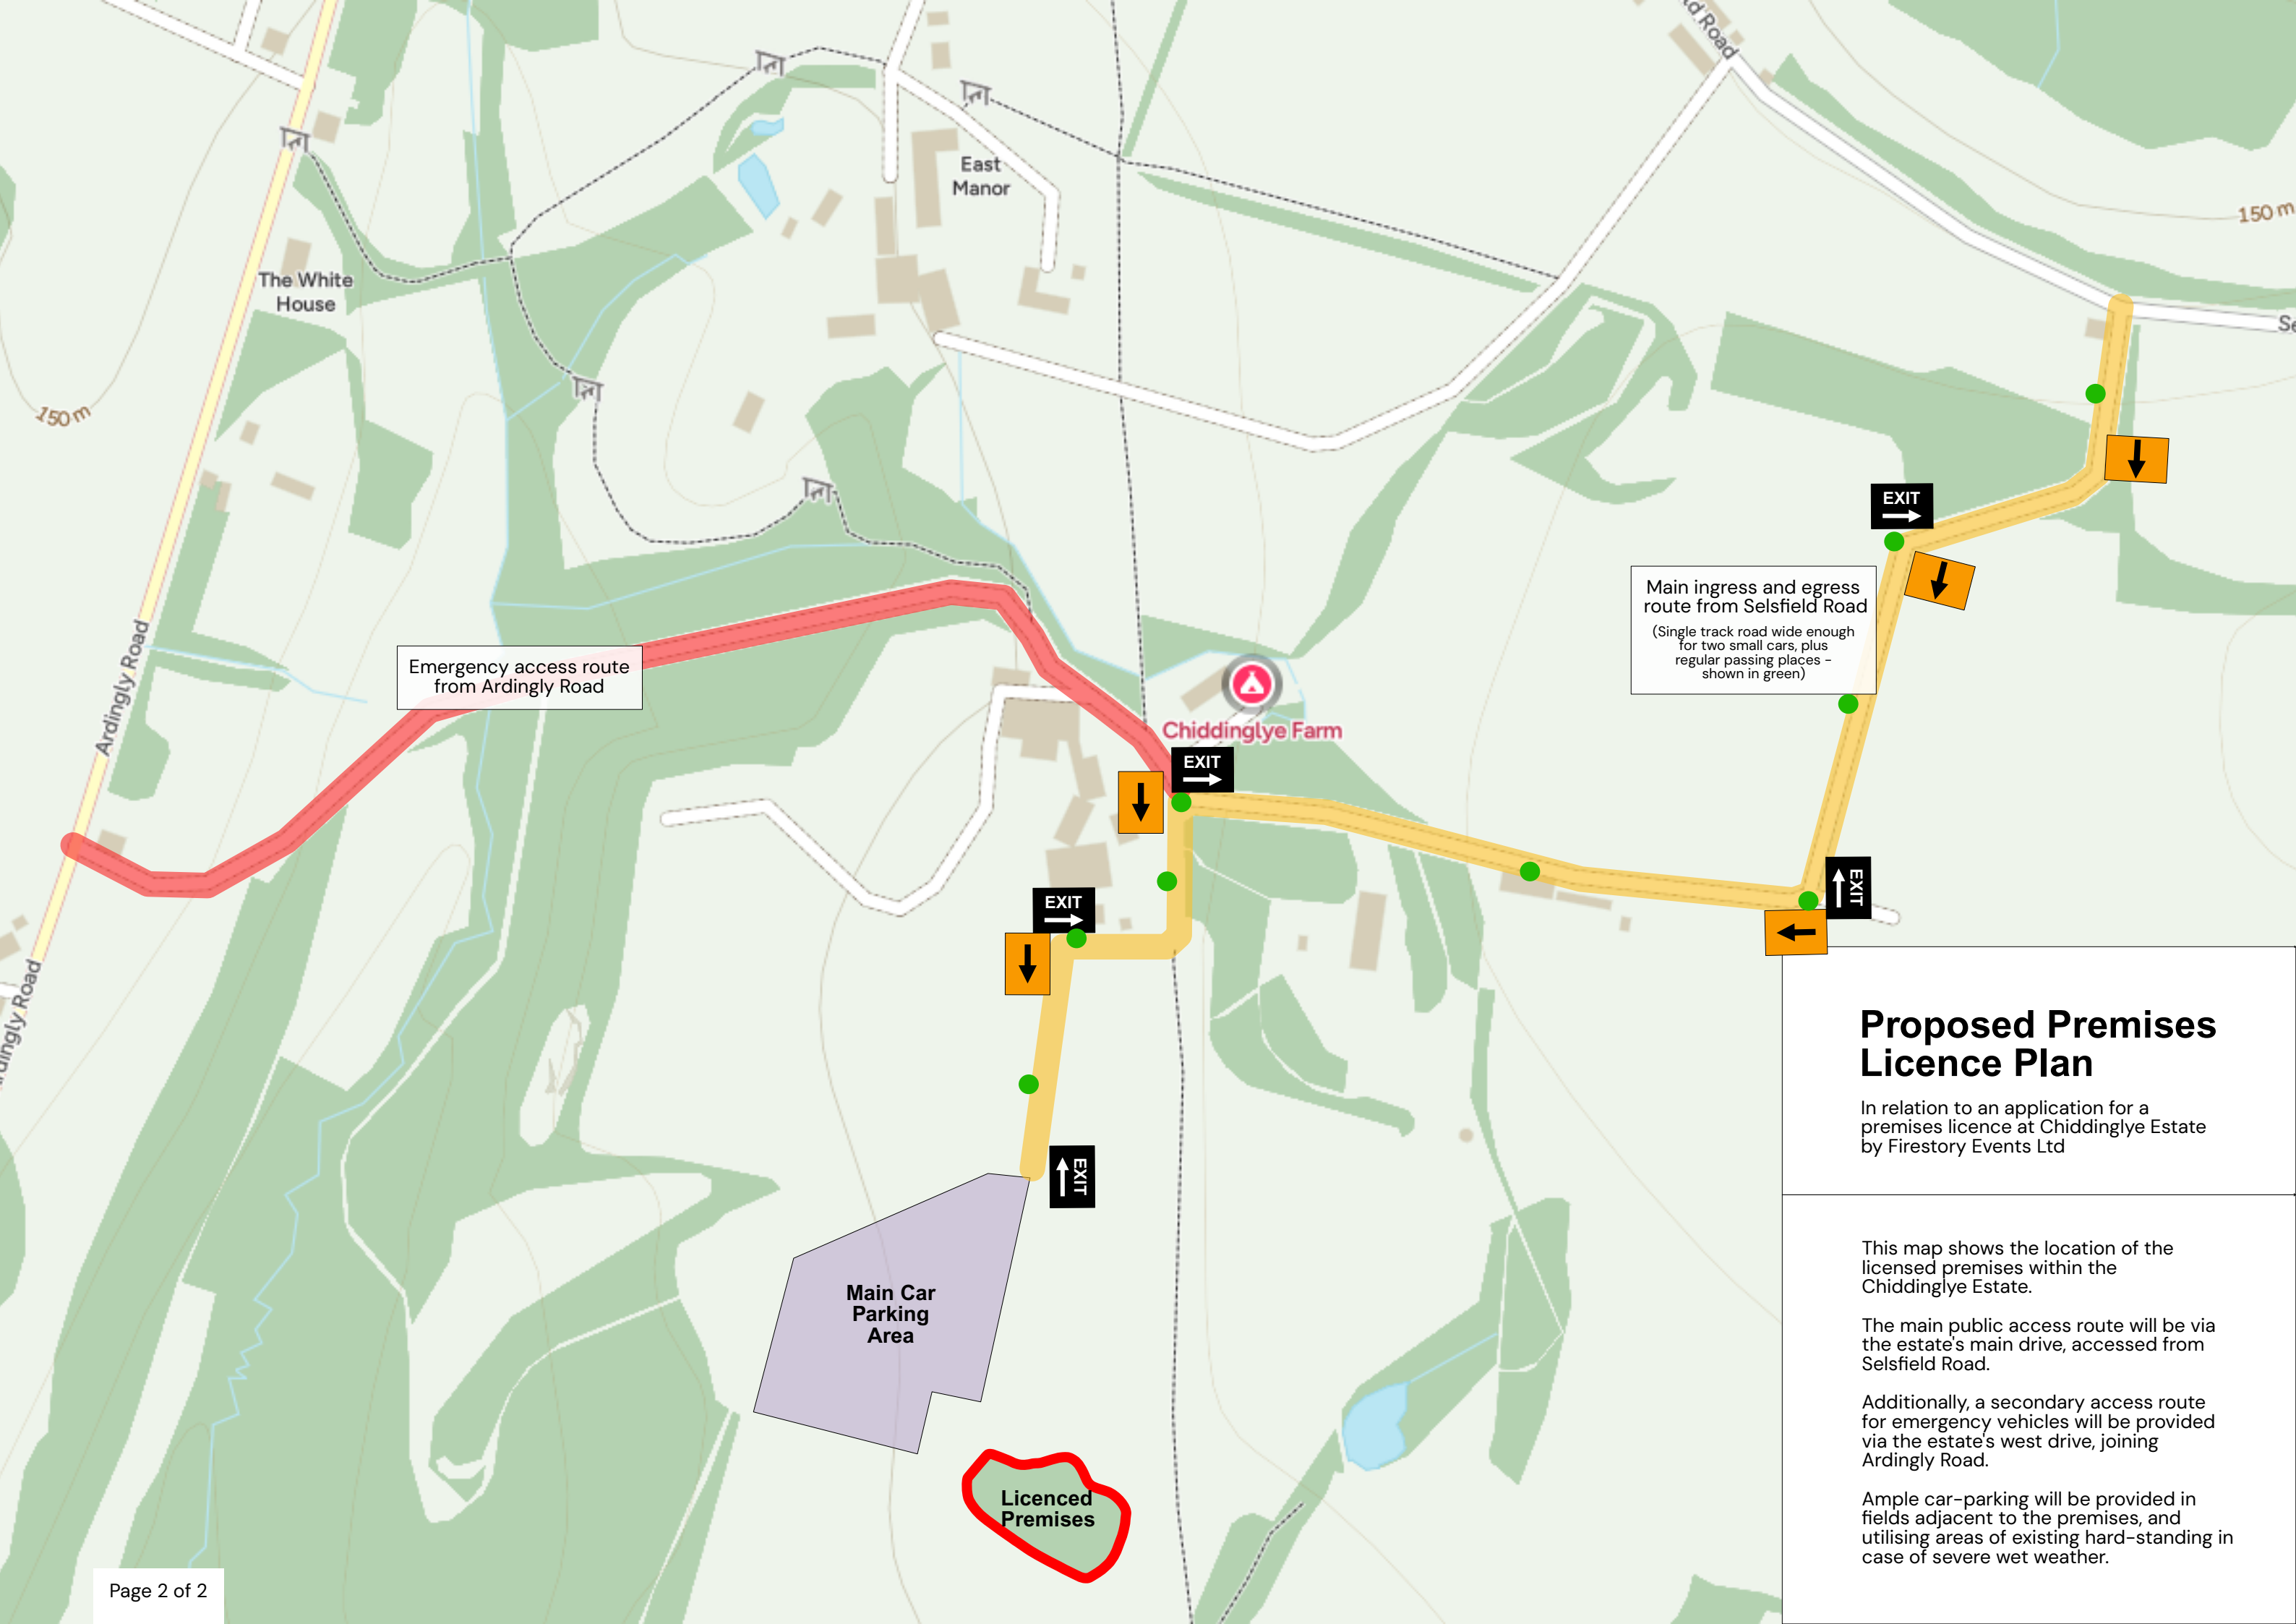 ld Road
East
Manor
150 m
The White
House
Se
150 m
EXIT
Main ingress and egress
route from Selsfield Road
(Single track road wide enough
for two small cars, plus
regular passing places -
shown in green)
Ardingly Road
Emergency access route
from Ardingly Road
Chiddinglye Farm
EXIT
EXIT
EXIT
Ardingly Road
EXIT
Main Car
Parking
Area
Licenced
Premises
Proposed Premises
Licence Plan
In relation to an application for a
premises licence at Chiddinglye Estate
by Firestory Events Ltd
This map shows the location of the
licensed premises within the
Chiddinglye Estate.
The main public access route will be via
the estate's main drive, accessed from
Selsfield Road.
Additionally, a secondary access route
for emergency vehicles will be provided
via the estate's west drive, joining
Ardingly Road.
Ample car-parking will be provided in
fields adjacent to the premises, and
utilising areas of existing hard-standing in
case of severe wet weather.
Page 2 of 2